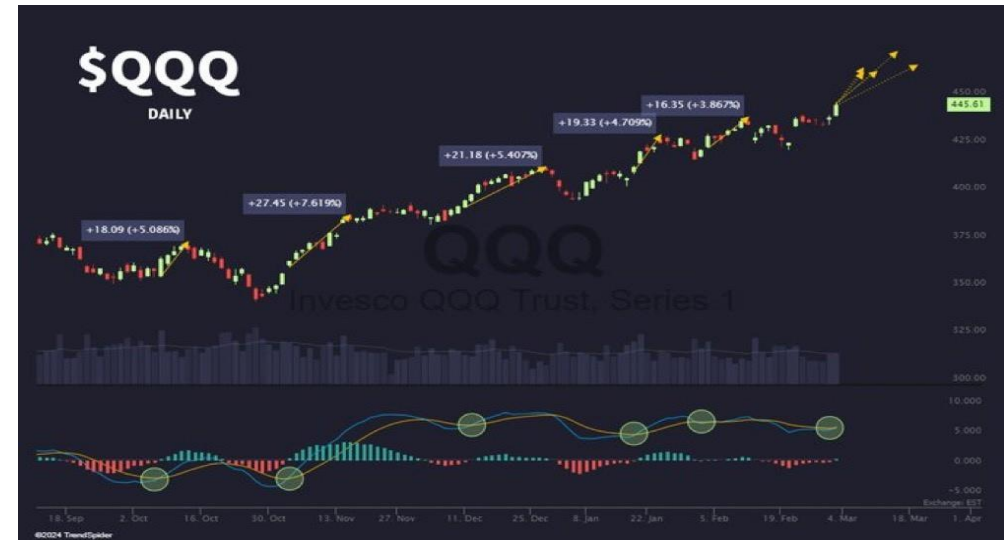 $QQQ
DAILY
+16.35 (+3.867%)
+19.33 (+4.709%)
+21.18 (+5.407%)
+27.45 (+7.619%)
+18.09 (+5.086%)
450.00
445.61
425.00
400.00
375.00
350.00
325.00
300.00
QQQ
Invesco QQQ Trust, Series 1
10.000
5.000
0.000
-5.000
Exchange: EST
18. Sep 2. Oct 16. Oct 30. Oct 13. Nov 27. Nov 11. Dec 25. Dec 8. Jan 22. Jan 5. Feb 19. Feb 4. Mar 18. Mar 1. Apr
©2024 TrendSpider